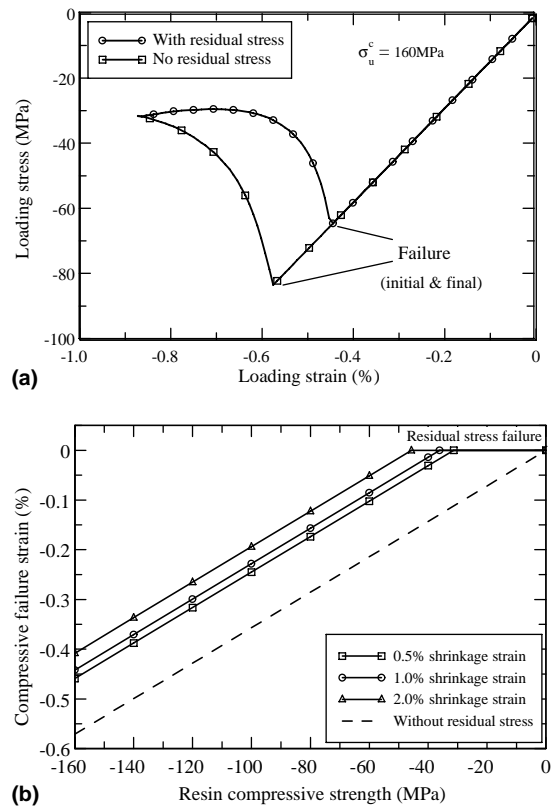 0
-20
-40
-60
-80
-100
Loading stress (MPa)
With residual stress
No residual stress
σ_u^c = 160MPa
Failure
(initial & final)
-1.0 -0.8 -0.6 -0.4 -0.2 0
Loading strain (%)
(a)
0
-0.1
-0.2
-0.3
-0.4
-0.5
-0.6
Compressive failure strain (%)
Residual stress failure
0.5% shrinkage strain
1.0% shrinkage strain
2.0% shrinkage strain
Without residual stress
-160 -140 -120 -100 -80 -60 -40 -20 0
Resin compressive strength (MPa)
(b)